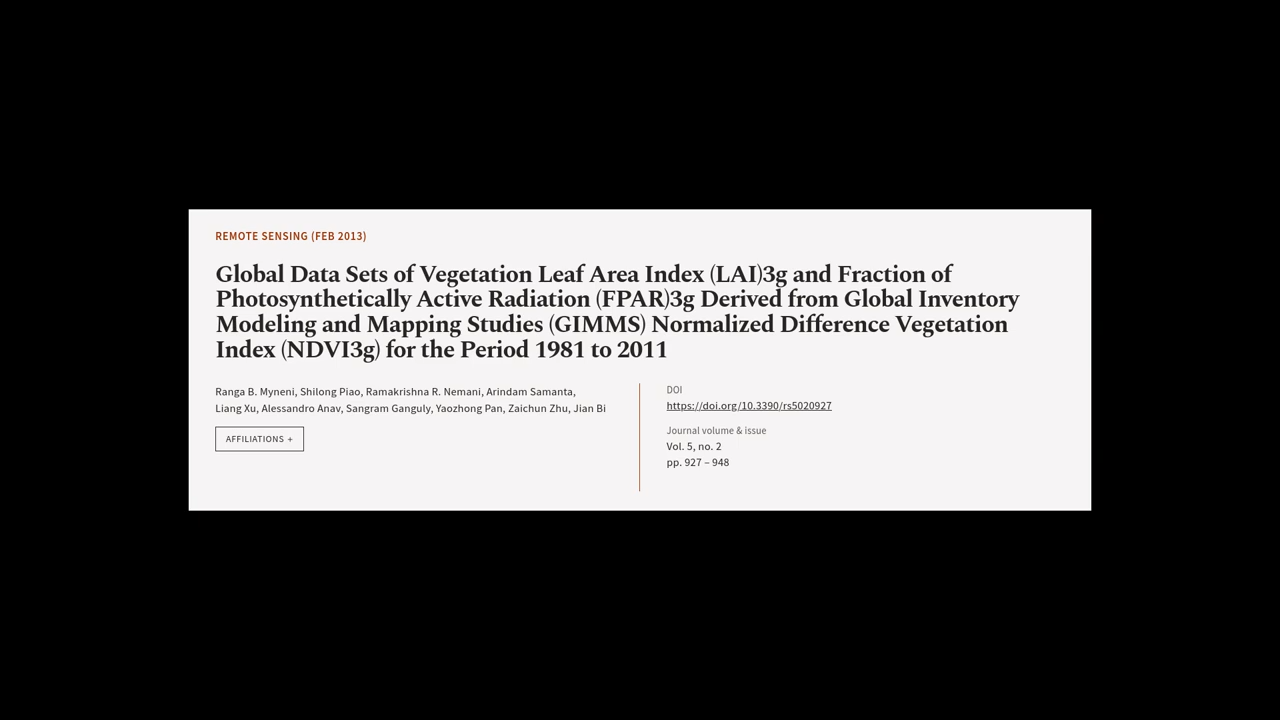 REMOTE SENSING (FEB 2013)
Global Data Sets of Vegetation Leaf Area Index (LAI)3g and Fraction of
Photosynthetically Active Radiation (FPAR)3g Derived from Global Inventory
Modeling and Mapping Studies (GIMMS) Normalized Difference Vegetation
Index (NDVI3g) for the Period 1981 to 2011
Ranga B. Myneni, Shilong Piao, Ramakrishna R. Nemani, Arindam Samanta,
Liang Xu, Alessandro Anav, Sangram Ganguly, Yaozhong Pan, Zaichun Zhu, Jian Bi
AFFILIATIONS +
DOI
https://doi.org/10.3390/rs5020927
Journal volume & issue
Vol. 5, no. 2
pp. 927 – 948